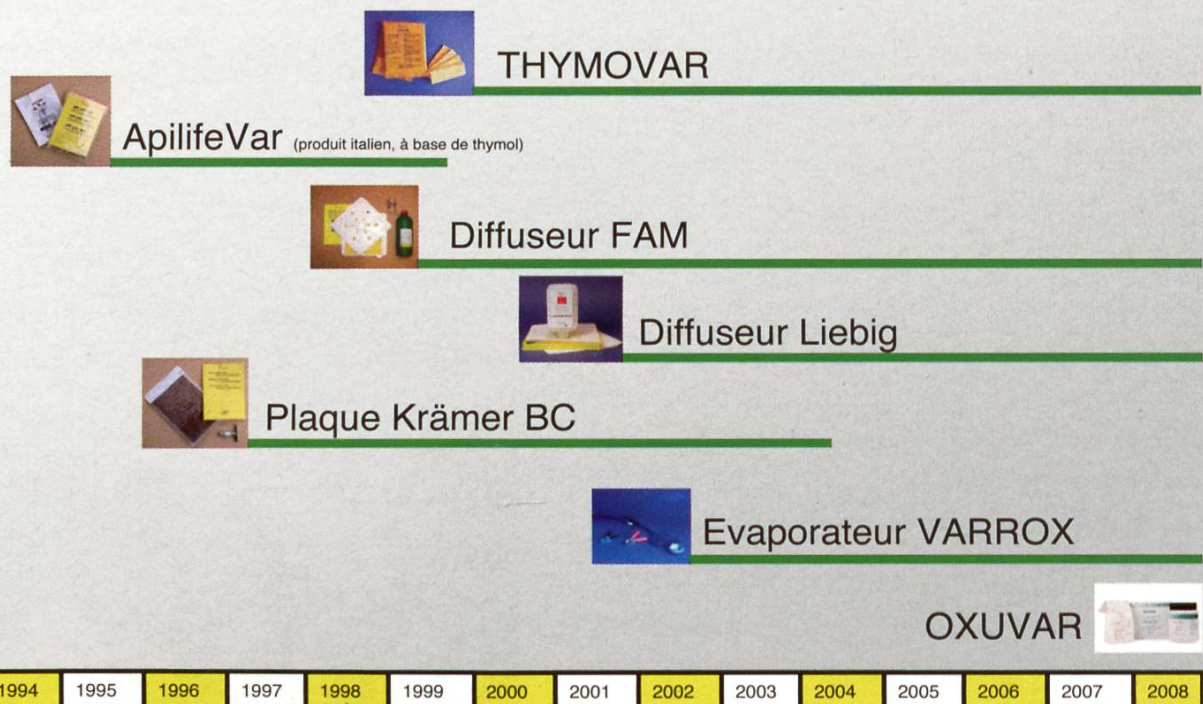 THYMOVAR
ApilifeVar (produit italien, à base de thymol)
Diffuseur FAM
Diffuseur Liebig
Plaque Krämer BC
Evaporateur VARROX
OXUVAR
1994 1995 1996 1997 1998 1999 2000 2001 2002 2003 2004 2005 2006 2007 2008